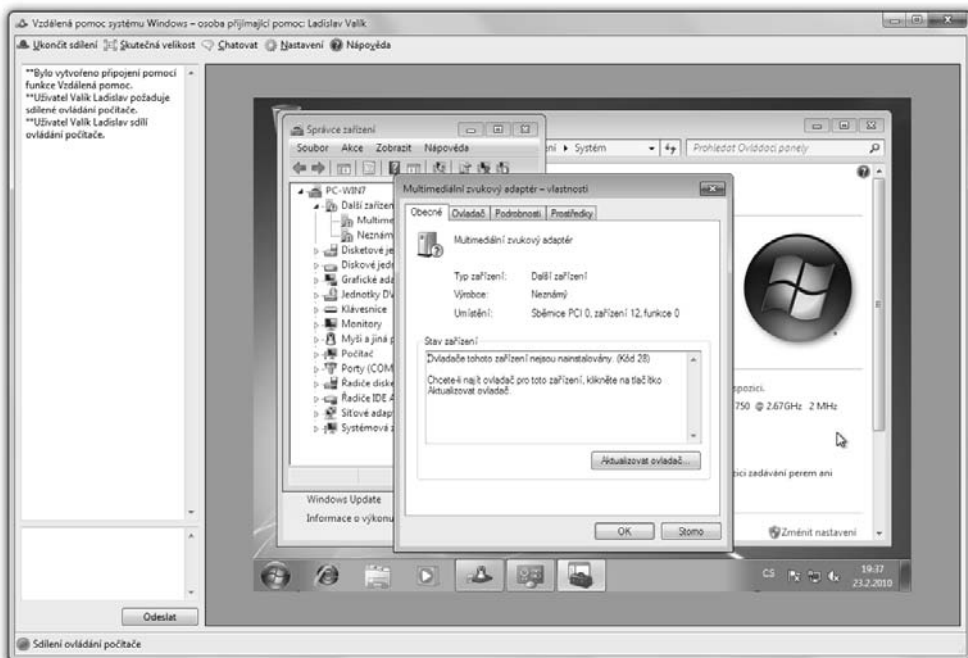 Vzdálená pomoc systému Windows – osoba přijímající pomoc: Ladislav Valík
Ukončit sdílení Skutečná velikost Chatovat Nastavení Nápověda
**Bylo vytvořeno připojení pomocí
funkce Vzdálená pomoc.
**Uživatel Valík Ladislav požaduje
sdílené ovládání počítače.
**Uživatel Valík Ladislav sdílí
ovládání počítače.
Odeslat
Sdílení ovládání počítače
Správce zařízení
Soubor Akce Zobrazit Nápověda
PC-WIN7
Další zařízen
Multime
Neznám
Disketové je
Diskové jedn
Grafické ada
Jednotky DV
Klávesnice
Monitory
Myši a jiná p
Počítač
Porty (COM
Řadiče diske
Řadiče IDE A
Síťové adap
Systémová z
ní ▸ Systém
Prohledat Ovládací panely
Multimediální zvukový adaptér – vlastnosti
Obecné Ovladač Podrobnosti Prostředky
Multimediální zvukový adaptér
Typ zařízení: Další zařízení
Výrobce: Neznámý
Umístění: Sběrnice PCI 0, zařízení 12, funkce 0
Stav zařízení
Ovladače tohoto zařízení nejsou nainstalovány. (Kód 28)
Chcete-li najít ovladač pro toto zařízení, klikněte na tlačítko
Aktualizovat ovladač.
Aktualizovat ovladač...
OK Storno
spozici.
750 @ 2.67GHz 2 MHz
zici zadávání perem ani
Změnit nastavení
Windows Update
Informace o výkonu
CS
19:37
23.2.2010